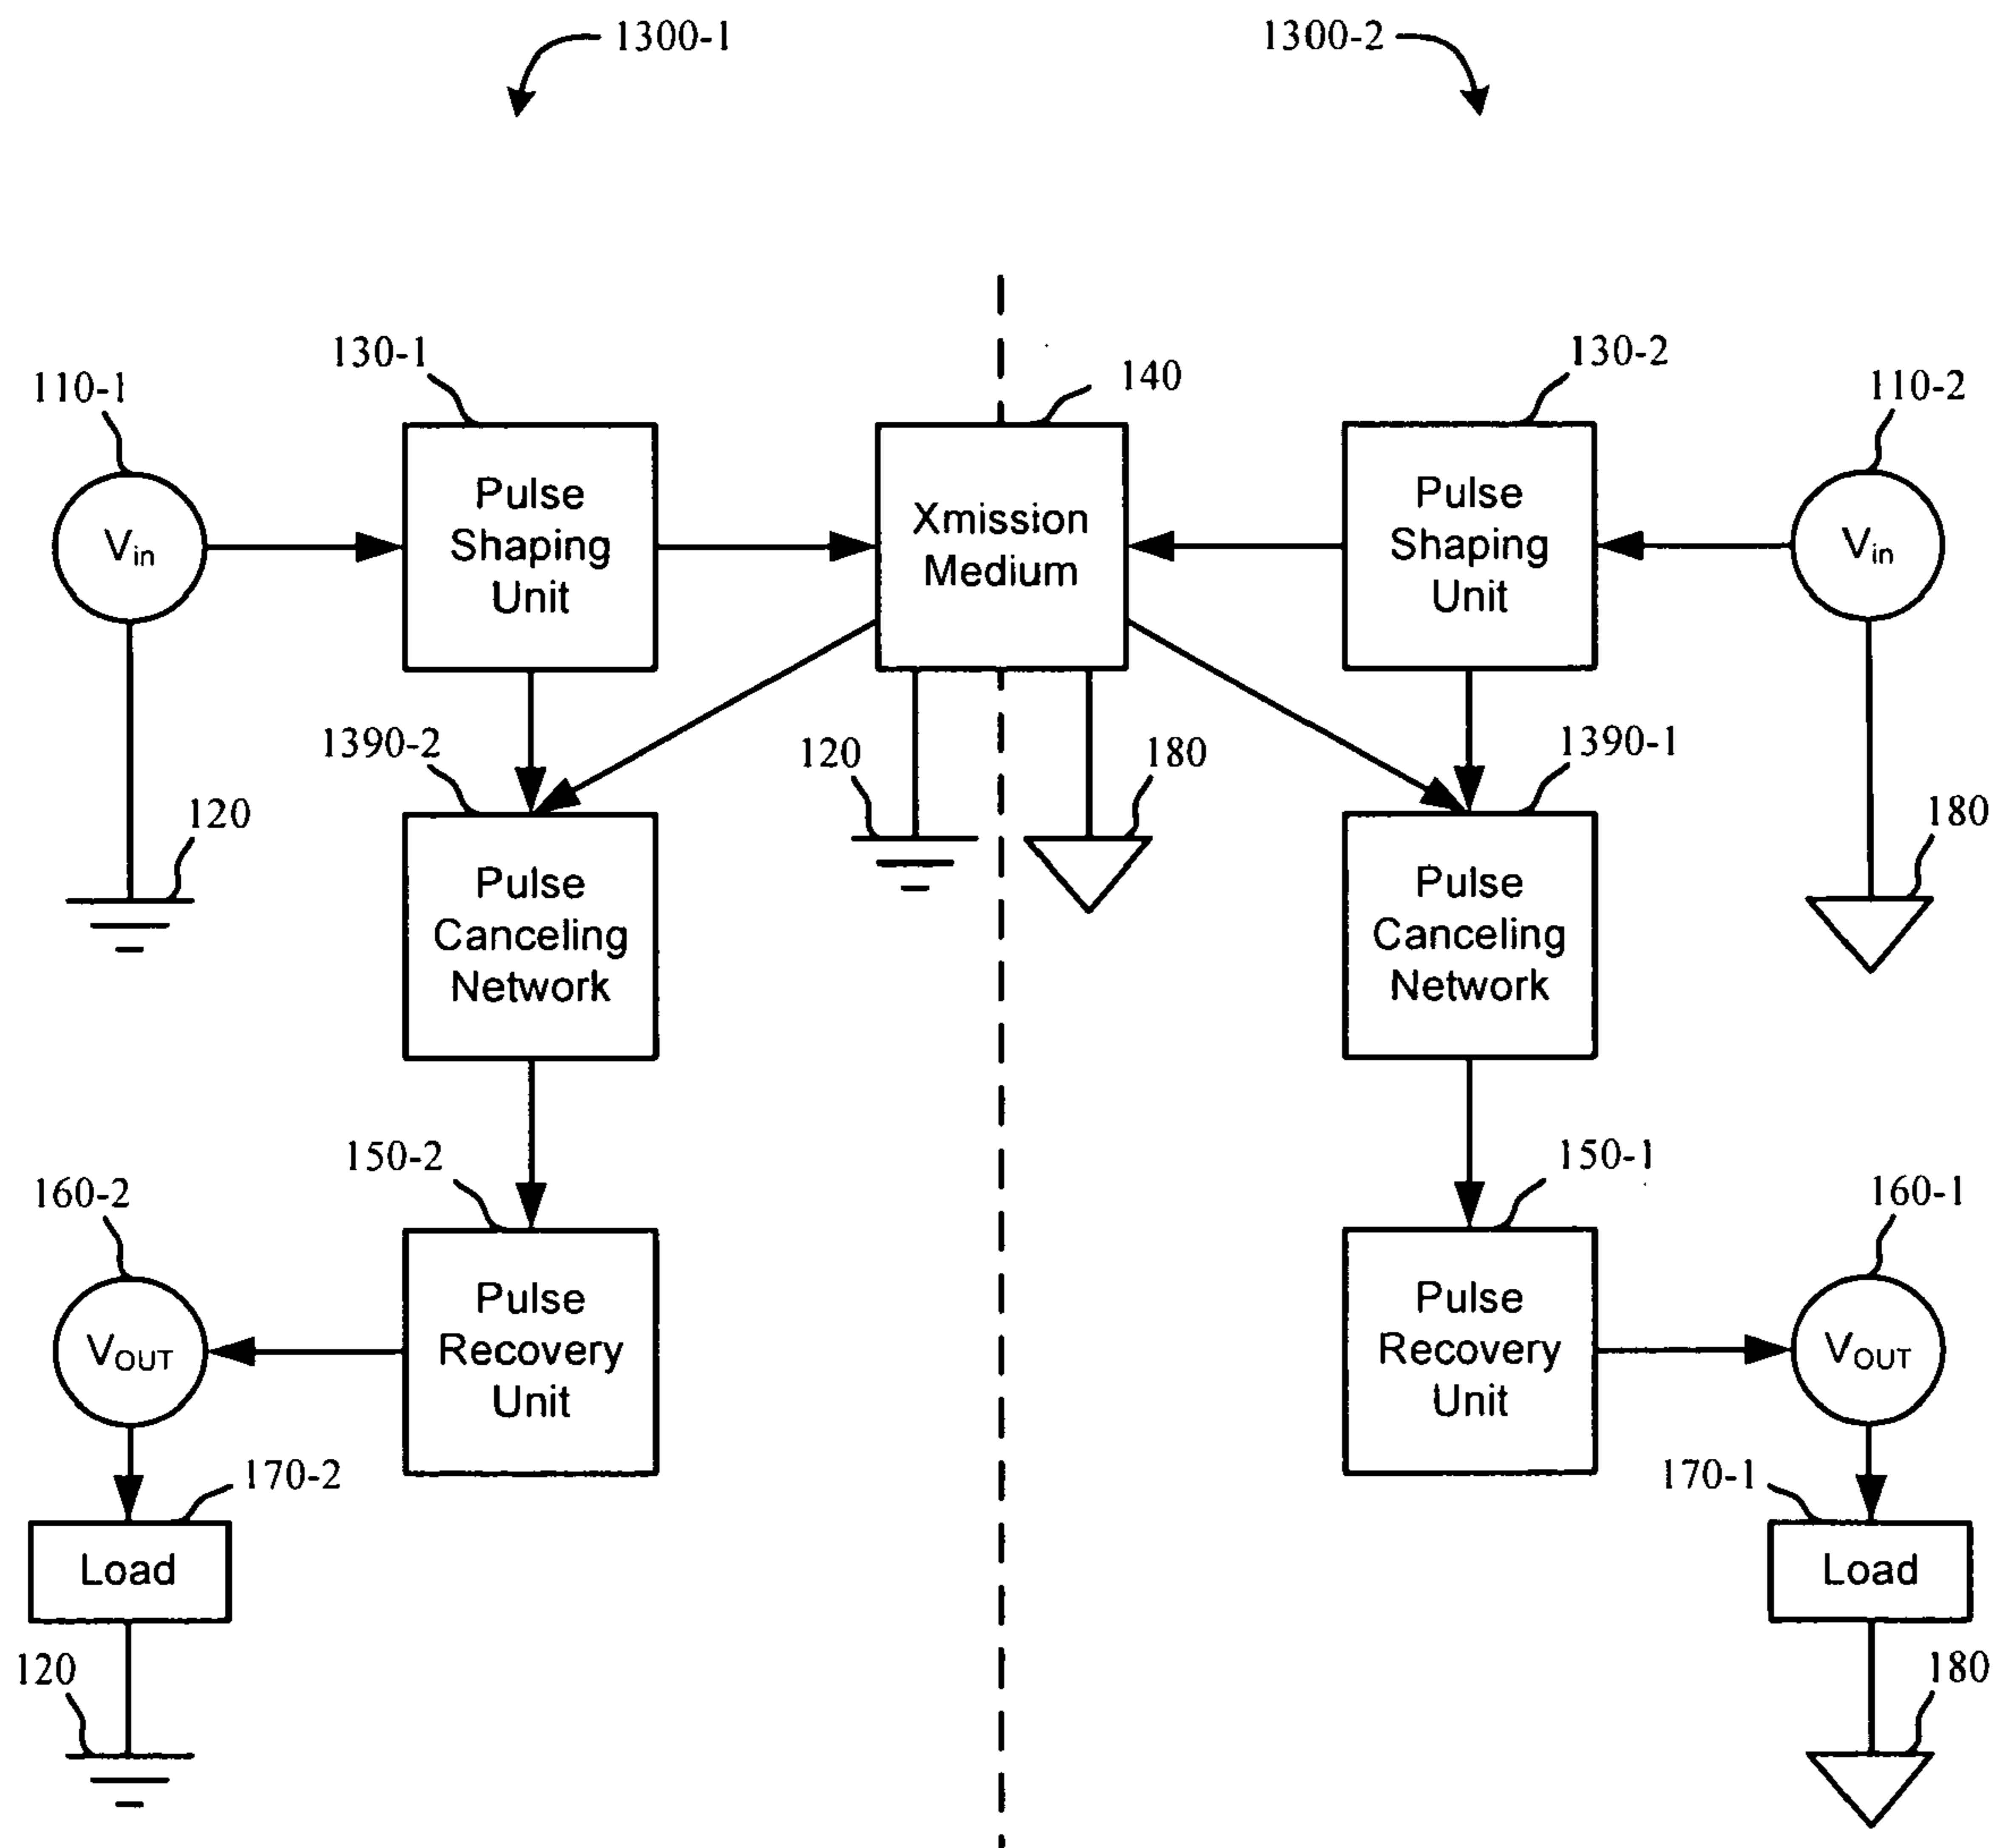 1300-1
1300-2
130-1
130-2
140
110-1
110-2
Pulse
Shaping
Unit
Xmission
Medium
Pulse
Shaping
Unit
Vin
Vin
1390-2
120
180
1390-1
120
180
Pulse
Canceling
Network
Pulse
Canceling
Network
150-2
150-1
160-2
160-1
Pulse
Recovery
Unit
Pulse
Recovery
Unit
VOUT
VOUT
170-2
170-1
Load
Load
120
180